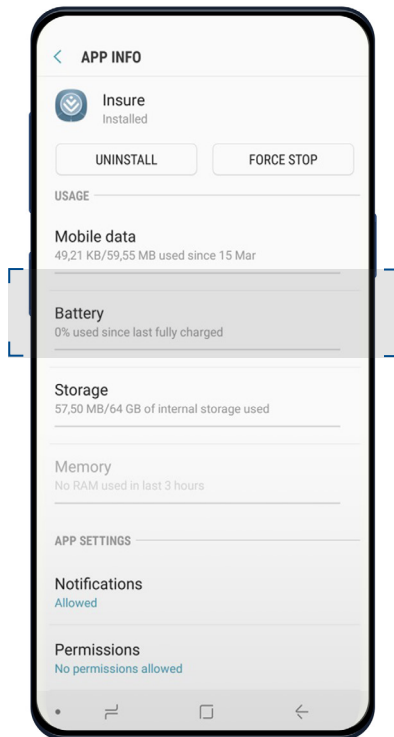 APP INFO
Insure
Installed
UNINSTALL
FORCE STOP
USAGE
Mobile data
49,21 KB/59,55 MB used since 15 Mar
Battery
0% used since last fully charged
Storage
57,50 MB/64 GB of internal storage used
Memory
No RAM used in last 3 hours
APP SETTINGS
Notifications
Allowed
Permissions
No permissions allowed